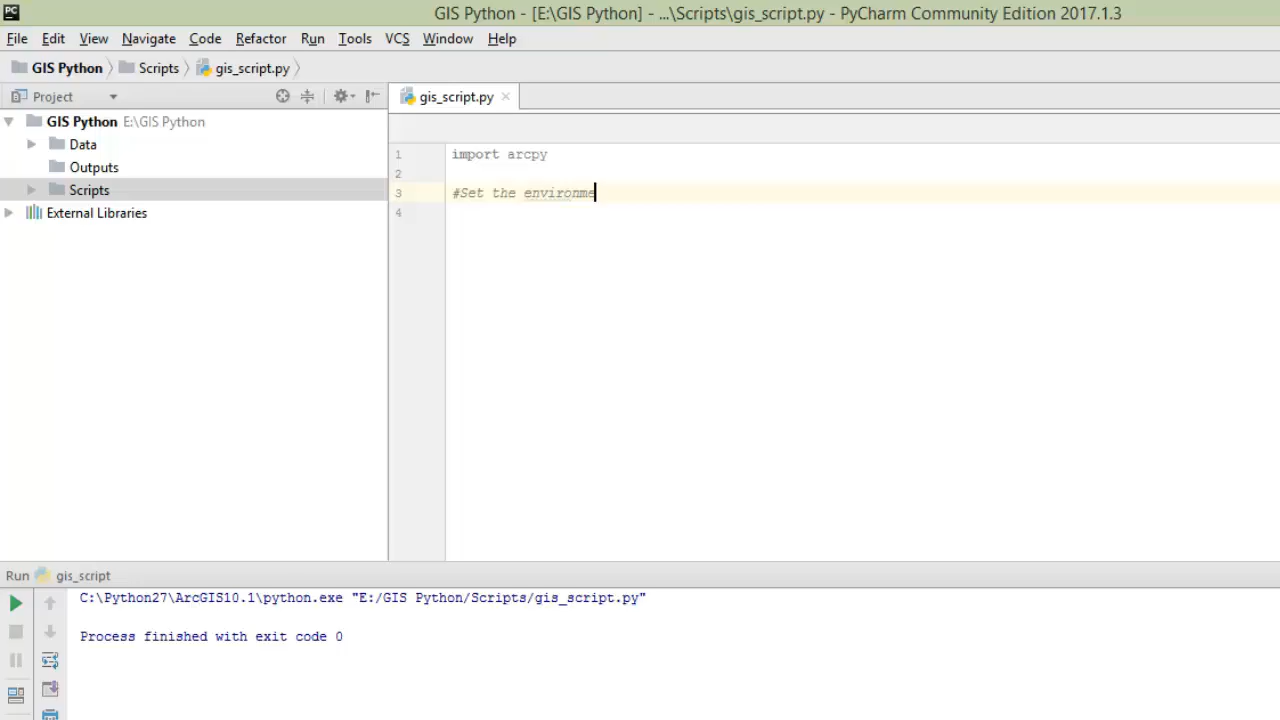 PC
GIS Python - [E:\GIS Python] - ...\Scripts\gis_script.py - PyCharm Community Edition 2017.1.3
File Edit View Navigate Code Refactor Run Tools VCS Window Help
GIS Python Scripts gis_script.py
Project
gis_script.py
GIS Python E:\GIS Python
Data
Outputs
Scripts
External Libraries
1 import arcpy
2
3 #Set the environme
4
Run gis_script
C:\Python27\ArcGIS10.1\python.exe "E:/GIS Python/Scripts/gis_script.py"
Process finished with exit code 0